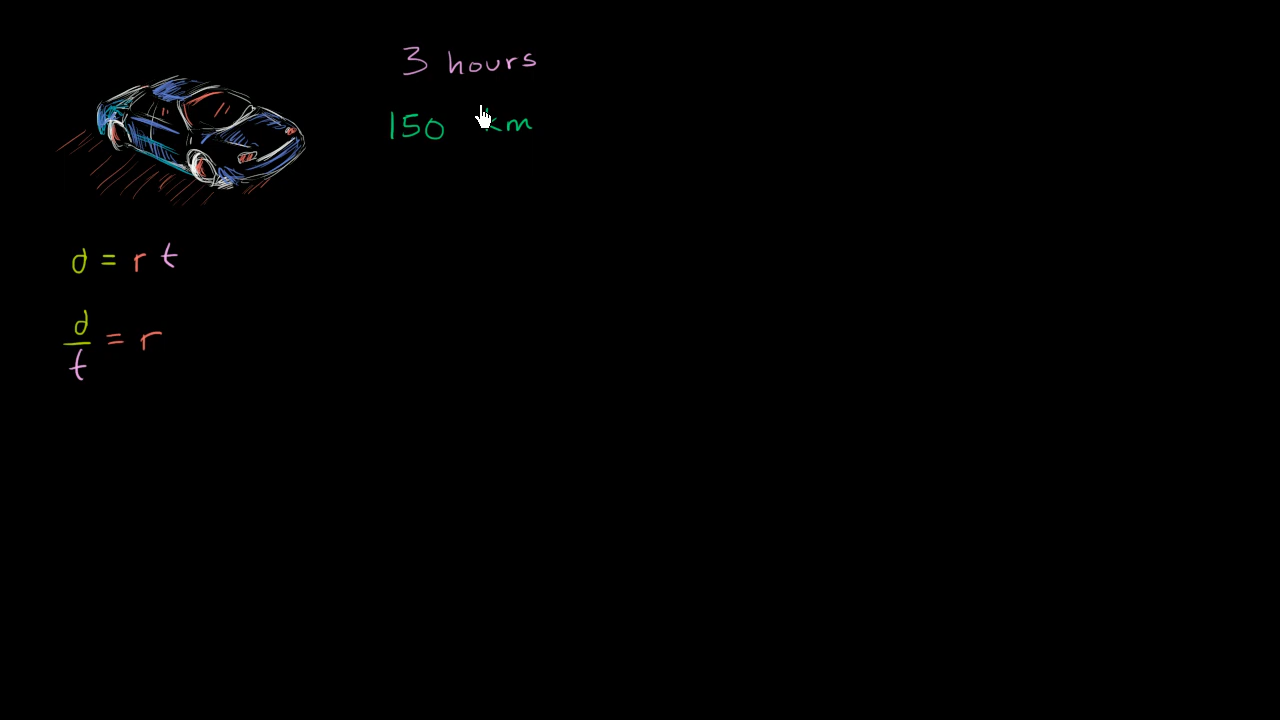 3 hours
150 km
d = r t
d/t = r